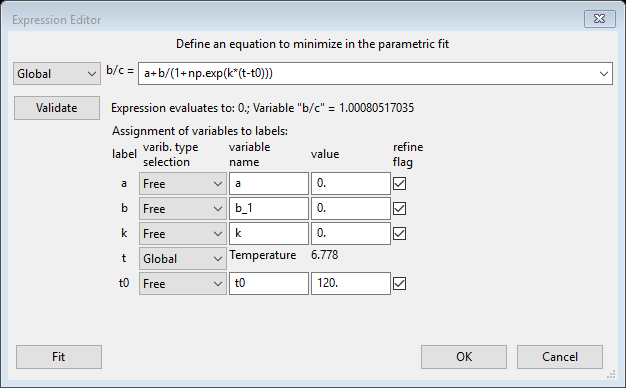 Expression Editor
Define an equation to minimize in the parametric fit
Global b/c = a+b/(1+np.exp(k*(t-t0)))
Validate Expression evaluates to: 0.; Variable "b/c" = 1.00080517035
Assignment of variables to labels:
label varib. type selection variable name value refine flag
a Free a 0.
b Free b_1 0.
k Free k 0.
t Global Temperature 6.778
t0 Free t0 120.
Fit OK Cancel